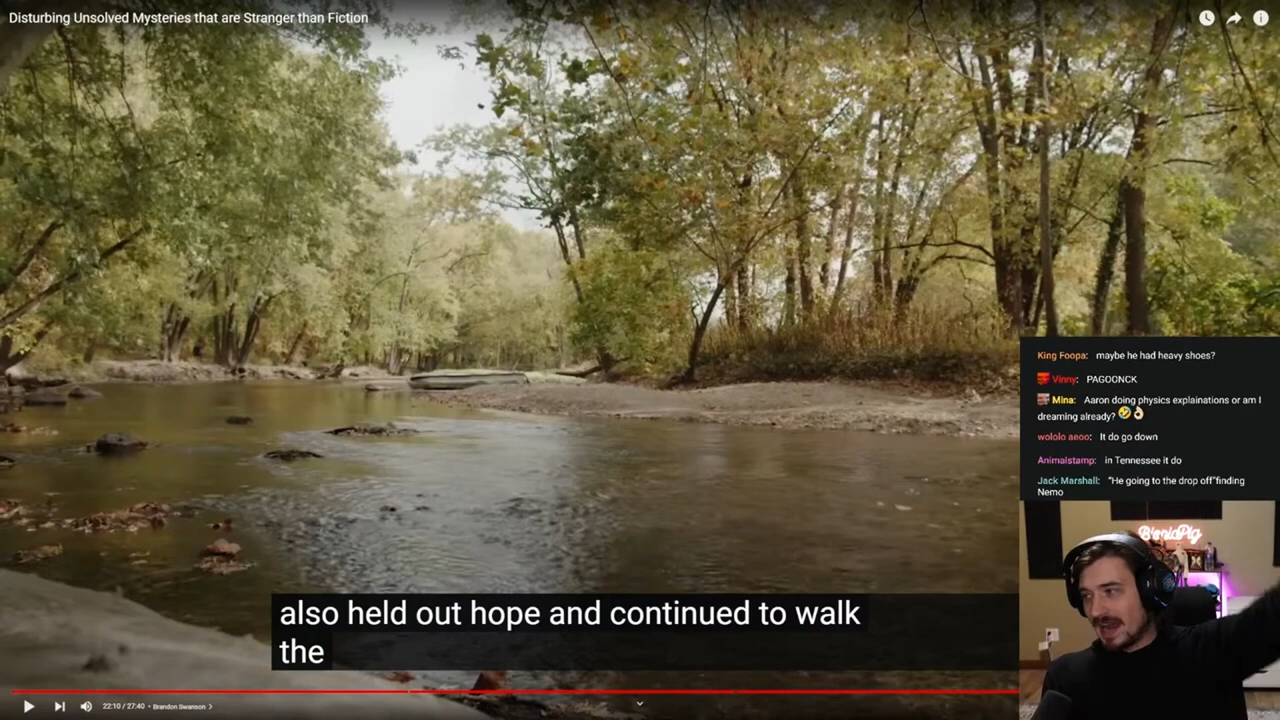 Disturbing Unsolved Mysteries that are Stranger than Fiction
King Foopa: maybe he had heavy shoes?
Vinny: PAGOONCK
Mina: Aaron doing physics explainations or am I
dreaming already? 🤣👌
wololo aeoo: It do go down
Animalstamp: in Tennessee it do
Jack Marshall: “He going to the drop off”finding
Nemo
BleniaPig
also held out hope and continued to walk
the
22:10 / 27:40 • Brandon Swanson